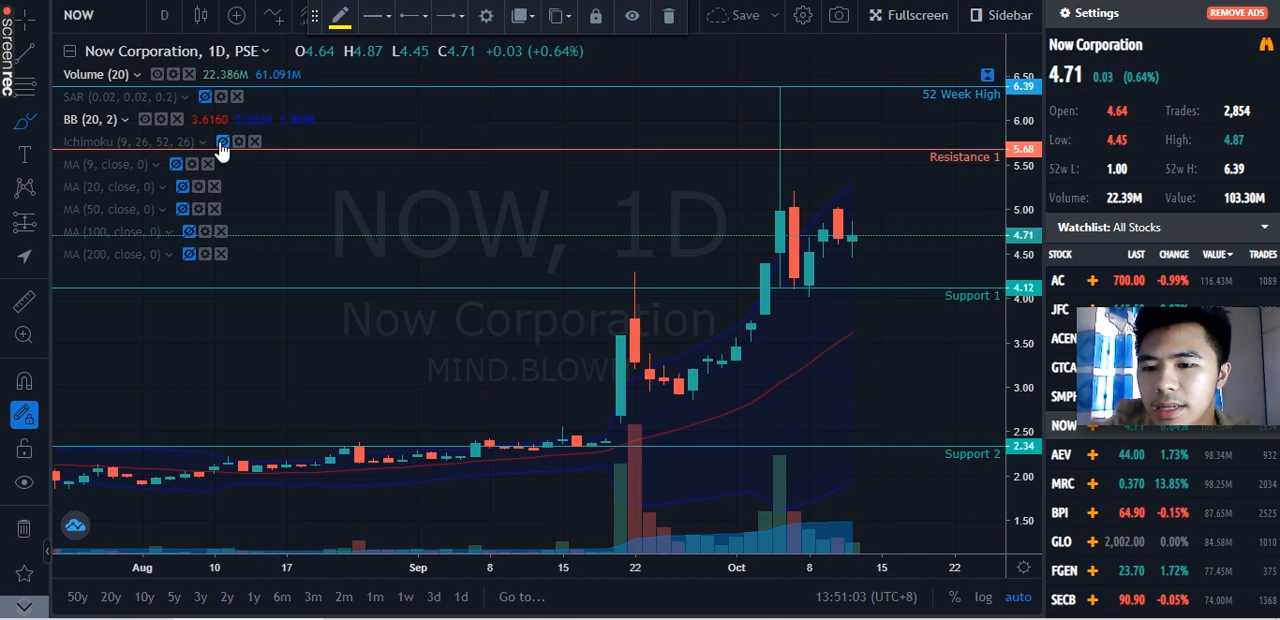 screenrec
NOW
D
Save
Fullscreen
Sidebar
Now Corporation, 1D, PSE O4.64 H4.87 L4.45 C4.71 +0.03 (+0.64%)
Volume (20) 22.386M 61.091M
SAR (0.02, 0.02, 0.2)
BB (20, 2) 3.6160
Ichimoku (9, 26, 52, 26)
MA (9, close, 0)
MA (20, close, 0)
MA (50, close, 0)
MA (100, close, 0)
MA (200, close, 0)
NOW, 1D
Now Corporation
MIND.BLOW
52 Week High
Resistance 1
Support 1
Support 2
6.50
6.39
6.00
5.68
5.50
5.00
4.71
4.50
4.12
4.00
3.50
3.00
2.50
2.34
2.00
1.50
Aug 10 17 Sep 8 15 22 Oct 8 15 22
50y 20y 10y 5y 3y 2y 1y 6m 3m 2m 1m 1w 3d 1d Go to... 13:51:03 (UTC+8) % log auto
Settings REMOVE ADS
Now Corporation
4.71 0.03 (0.64%)
Open: 4.64 Trades: 2,854
Low: 4.45 High: 4.87
52w L: 1.00 52w H: 6.39
Volume: 22.39M Value: 103.30M
Watchlist: All Stocks
STOCK LAST CHANGE VALUE TRADES
AC 700.00 -0.99% 116.43M 1089
JFC
ACEN
GTCA
SMPH
NOW
AEV 44.00 1.73% 98.34M 932
MRC 0.370 13.85% 98.25M 2034
BPI 64.90 -0.15% 87.65M 2525
GLO 2,002.00 0.00% 84.58M 1010
FGEN 23.70 1.72% 77.45M 375
SECB 90.90 -0.05% 74.00M 1368